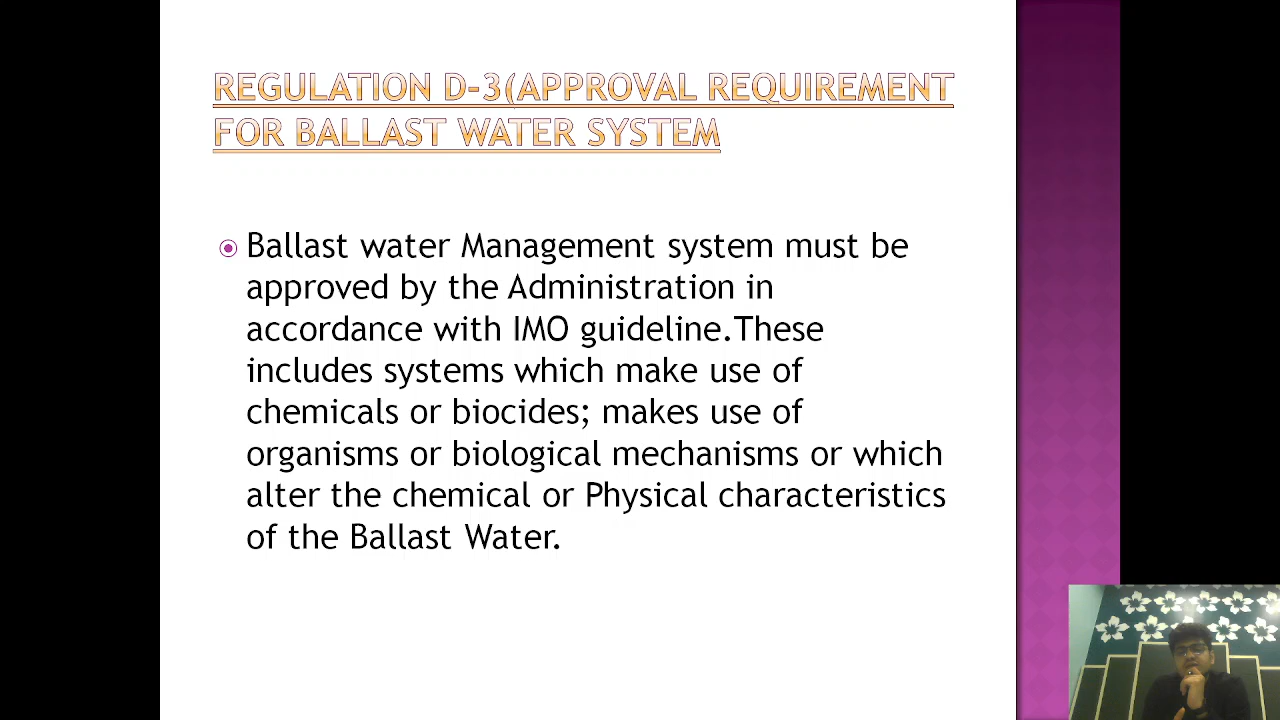 REGULATION D-3(APPROVAL REQUIREMENT
FOR BALLAST WATER SYSTEM
Ballast water Management system must be
approved by the Administration in
accordance with IMO guideline.These
includes systems which make use of
chemicals or biocides; makes use of
organisms or biological mechanisms or which
alter the chemical or Physical characteristics
of the Ballast Water.